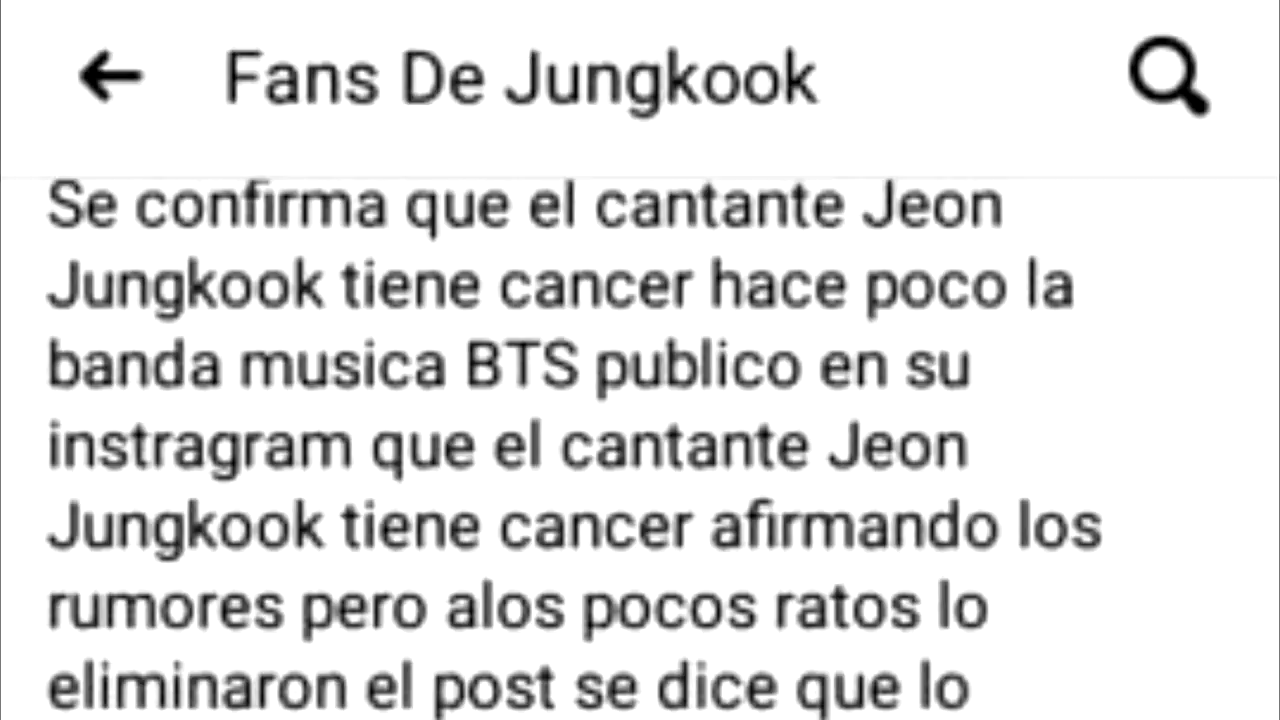 Fans De Jungkook
Se confirma que el cantante Jeon
Jungkook tiene cancer hace poco la
banda musica BTS publico en su
instragram que el cantante Jeon
Jungkook tiene cancer afirmando los
rumores pero alos pocos ratos lo
eliminaron el post se dice que lo